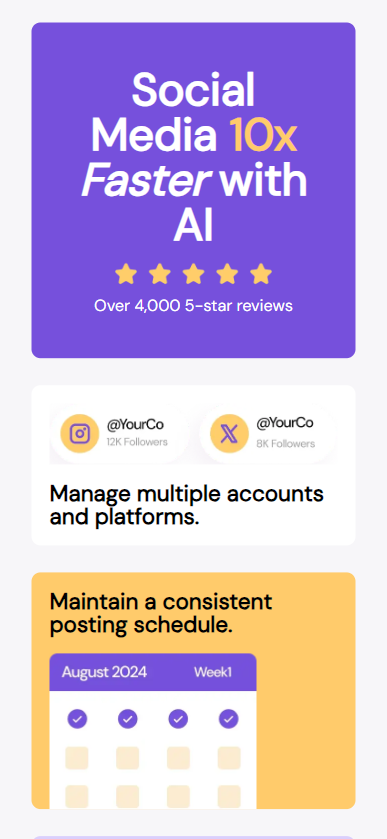 Social
Media 10x
Faster with
AI
Over 4,000 5-star reviews
@YourCo
12K Followers
@YourCo
8K Followers
Manage multiple accounts
and platforms.
Maintain a consistent
posting schedule.
August 2024 Week1